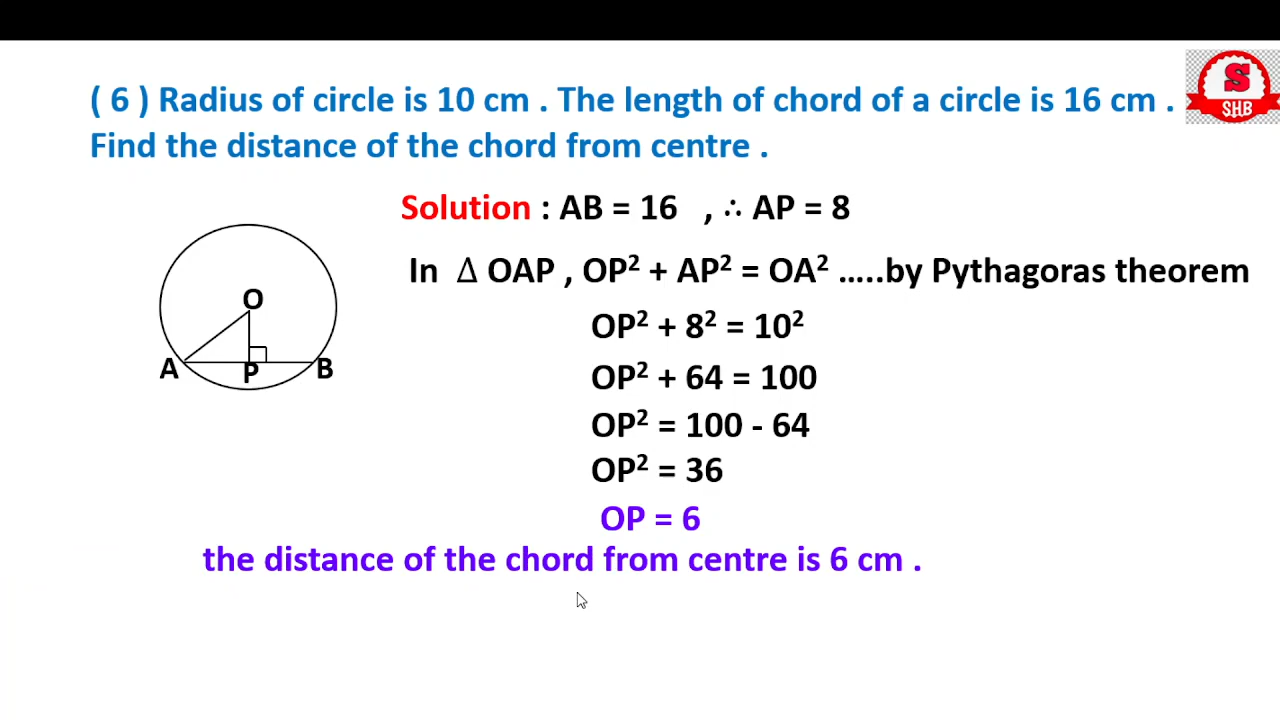 ( 6 ) Radius of circle is 10 cm . The length of chord of a circle is 16 cm .
Find the distance of the chord from centre .
S
SHB
Solution : AB = 16 , ∴ AP = 8
In Δ OAP , OP² + AP² = OA² .....by Pythagoras theorem
OP² + 8² = 10²
OP² + 64 = 100
OP² = 100 - 64
OP² = 36
OP = 6
the distance of the chord from centre is 6 cm .
O
A P B